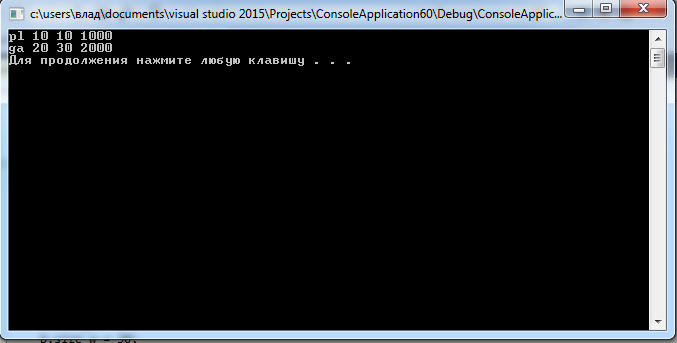 c:\users\влад\documents\visual studio 2015\Projects\ConsoleApplication60\Debug\ConsoleApplic...
pl 10 10 1000
ga 20 30 2000
Для продолжения нажмите любую клавишу . . .